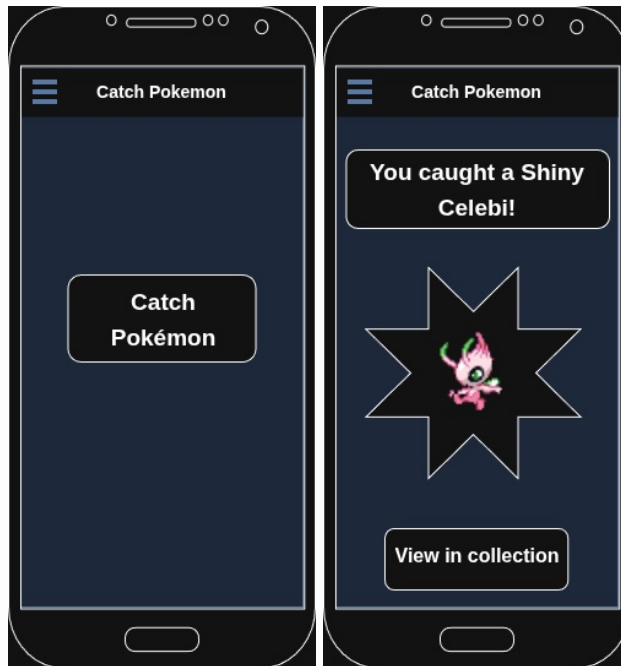 Catch Pokemon
Catch
Pokémon
Catch Pokemon
You caught a Shiny
Celebi!
View in collection